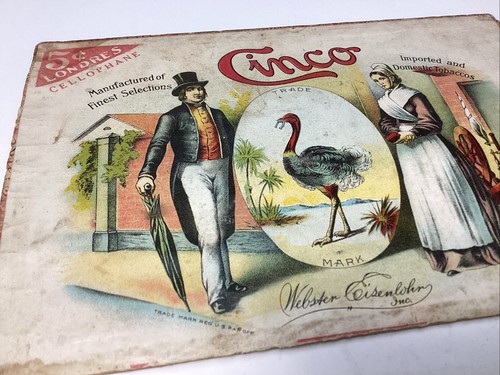 5¢
LONDRES
CELLOPHANE
Cinco
Manufactured of
Finest Selections
Imported and
Domestic Tobaccos
TRADE
MARK
Webster Eisenlohr
Inc.
TRADE MARK REG. U.S. PAT. OFF.